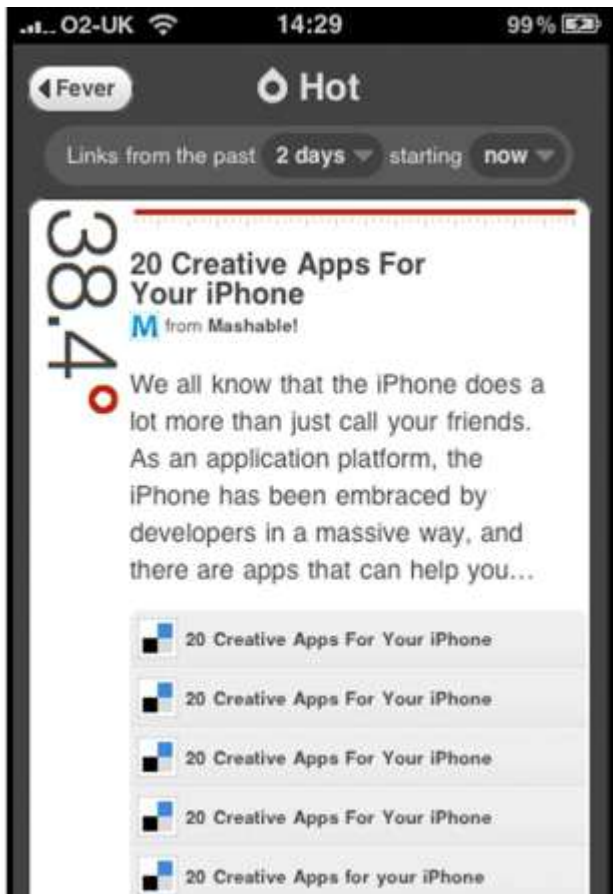 O2-UK 14:29 99%
Fever Hot
Links from the past 2 days starting now
38.4°
20 Creative Apps For
Your iPhone
M from Mashable!
We all know that the iPhone does a
lot more than just call your friends.
As an application platform, the
iPhone has been embraced by
developers in a massive way, and
there are apps that can help you...
20 Creative Apps For Your iPhone
20 Creative Apps For Your iPhone
20 Creative Apps For Your iPhone
20 Creative Apps For Your iPhone
20 Creative Apps for your iPhone